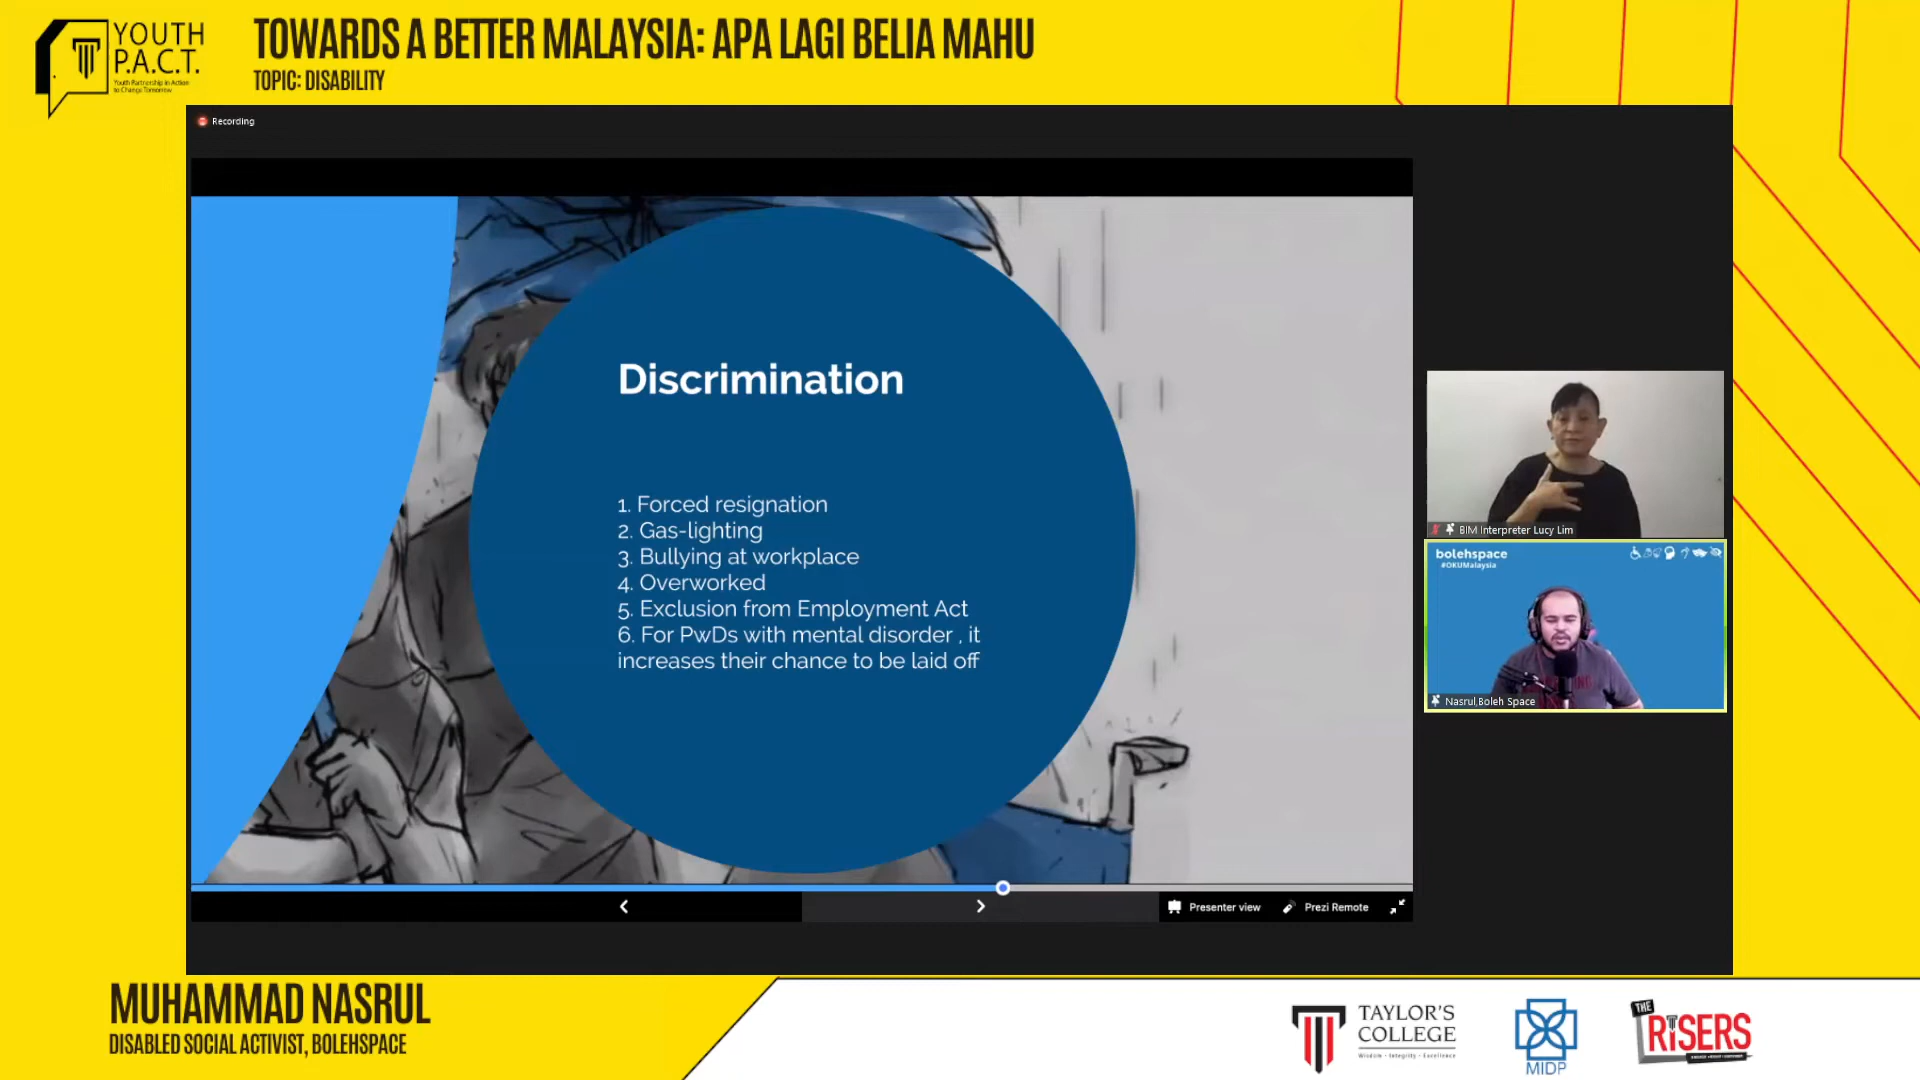 YOUTH
P.A.C.T.
Youth Partnership in Action
to Change Tomorrow
TOWARDS A BETTER MALAYSIA: APA LAGI BELIA MAHU
TOPIC: DISABILITY
Recording
Discrimination
1. Forced resignation
2. Gas-lighting
3. Bullying at workplace
4. Overworked
5. Exclusion from Employment Act
6. For PwDs with mental disorder , it
increases their chance to be laid off
BIM Interpreter Lucy Lim
bolehspace
#OKUMalaysia
Nasrul,Boleh Space
Presenter view
Prezi Remote
MUHAMMAD NASRUL
DISABLED SOCIAL ACTIVIST, BOLEHSPACE
TAYLOR'S
COLLEGE
Wisdom · Integrity · Excellence
MIDP
THE
RISERS